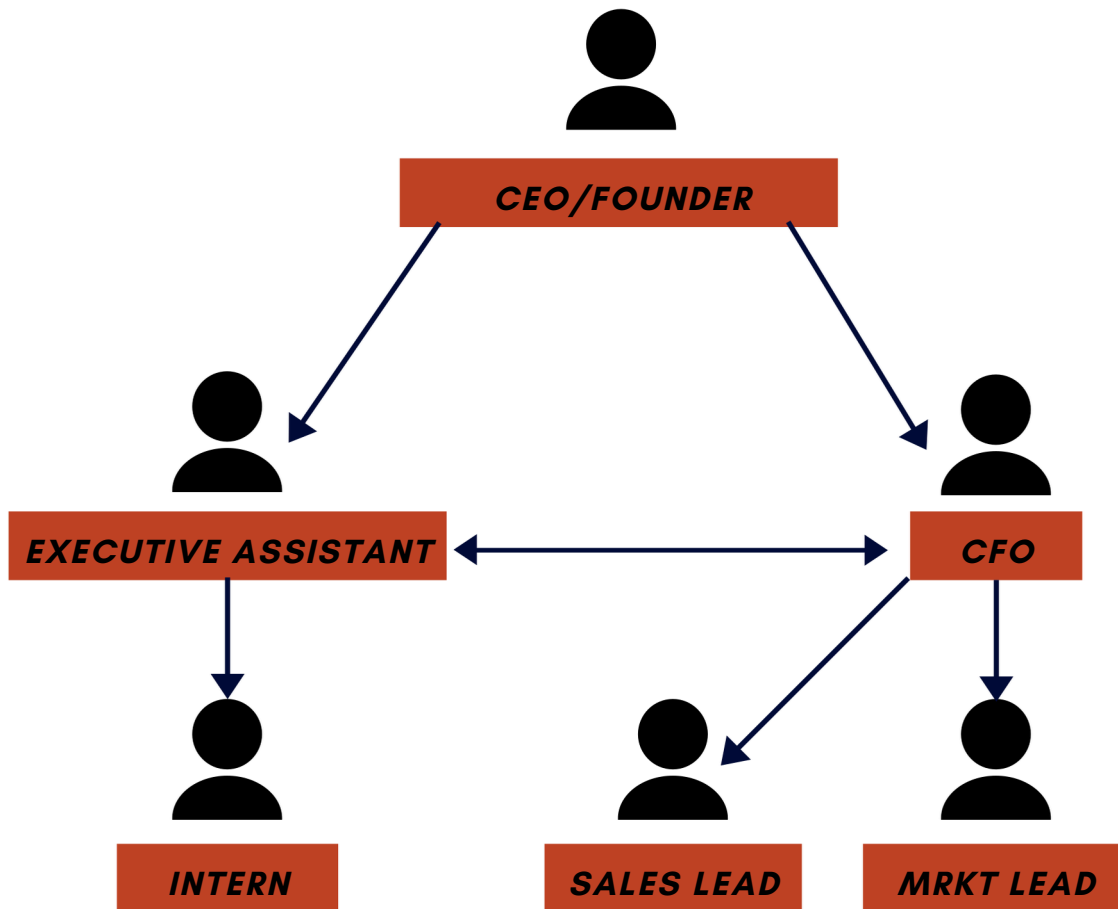 CEO/FOUNDER
EXECUTIVE ASSISTANT
CFO
INTERN
SALES LEAD
MRKT LEAD